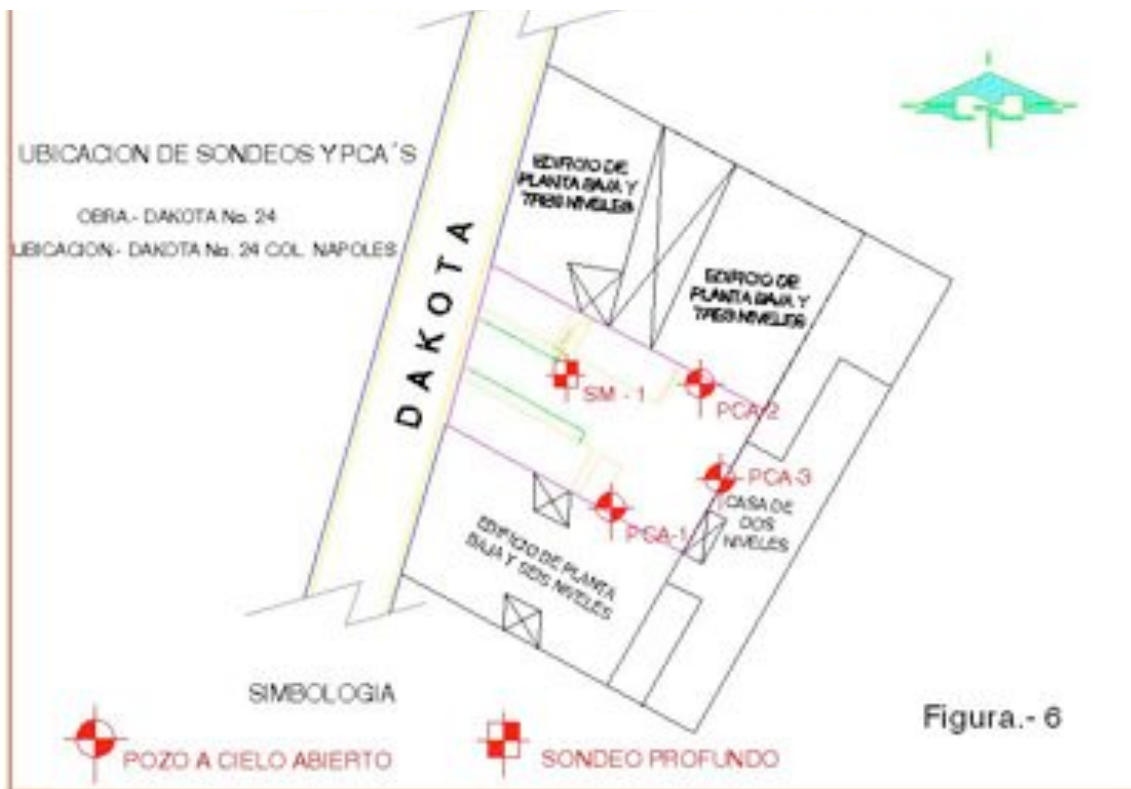 UBICACION DE SONDEOS Y PCA´S
OBRA.- DAKOTA No. 24
UBICACION.- DAKOTA No. 24 COL. NAPOLES
DAKOTA
EDIFICIO DE
PLANTA BAJA Y
TRES NIVELES
EDIFICIO DE
PLANTA BAJA Y
TRES NIVELES
SM - 1
PCA-2
PCA-3
CASA DE
DOS
NIVELES
PCA-1
EDIFICIO DE PLANTA
BAJA Y SEIS NIVELES
SIMBOLOGIA
POZO A CIELO ABIERTO
SONDEO PROFUNDO
Figura.- 6